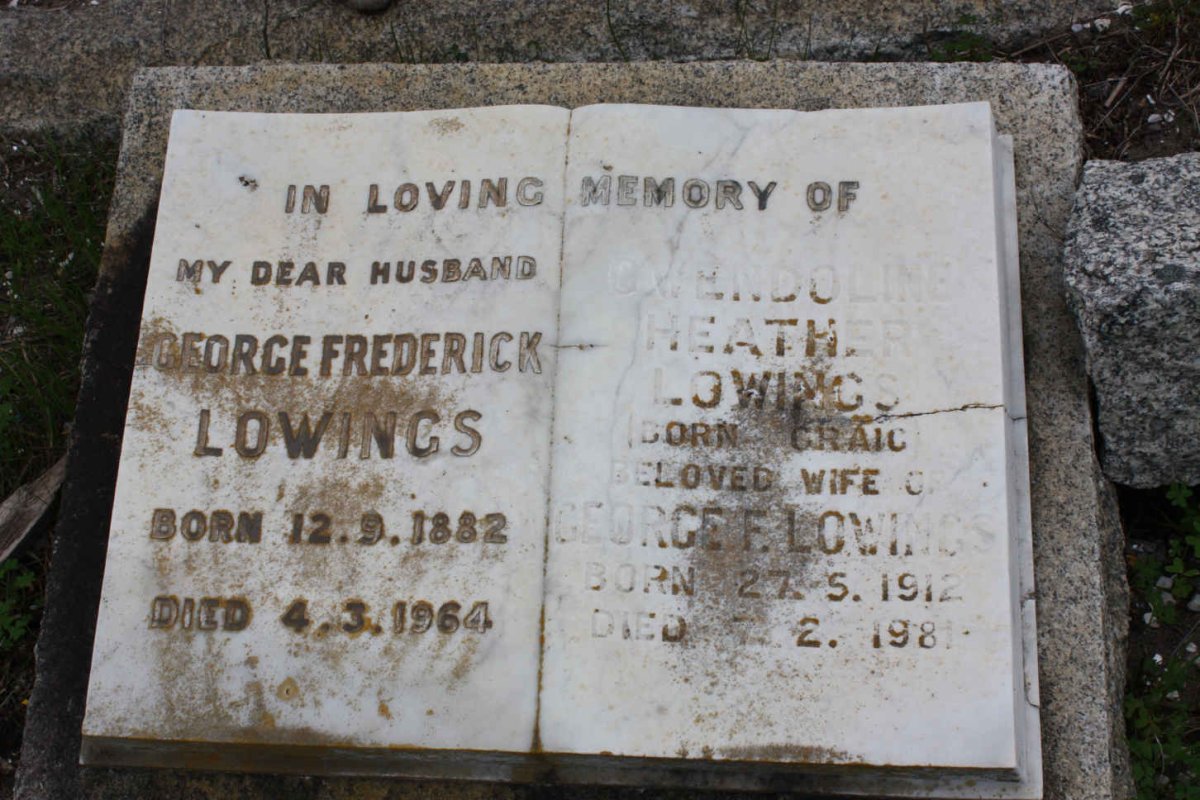 IN LOVING MEMORY OF
MY DEAR HUSBAND
GEORGE FREDERICK
LOWINGS
BORN 12.9.1882
DIED 4.3.1964
GWENDOLINE
HEATHER
LOWINGS
(BORN CRAIG)
BELOVED WIFE OF
GEORGE F. LOWINGS
BORN 27.5.1912
DIED 2. 1981